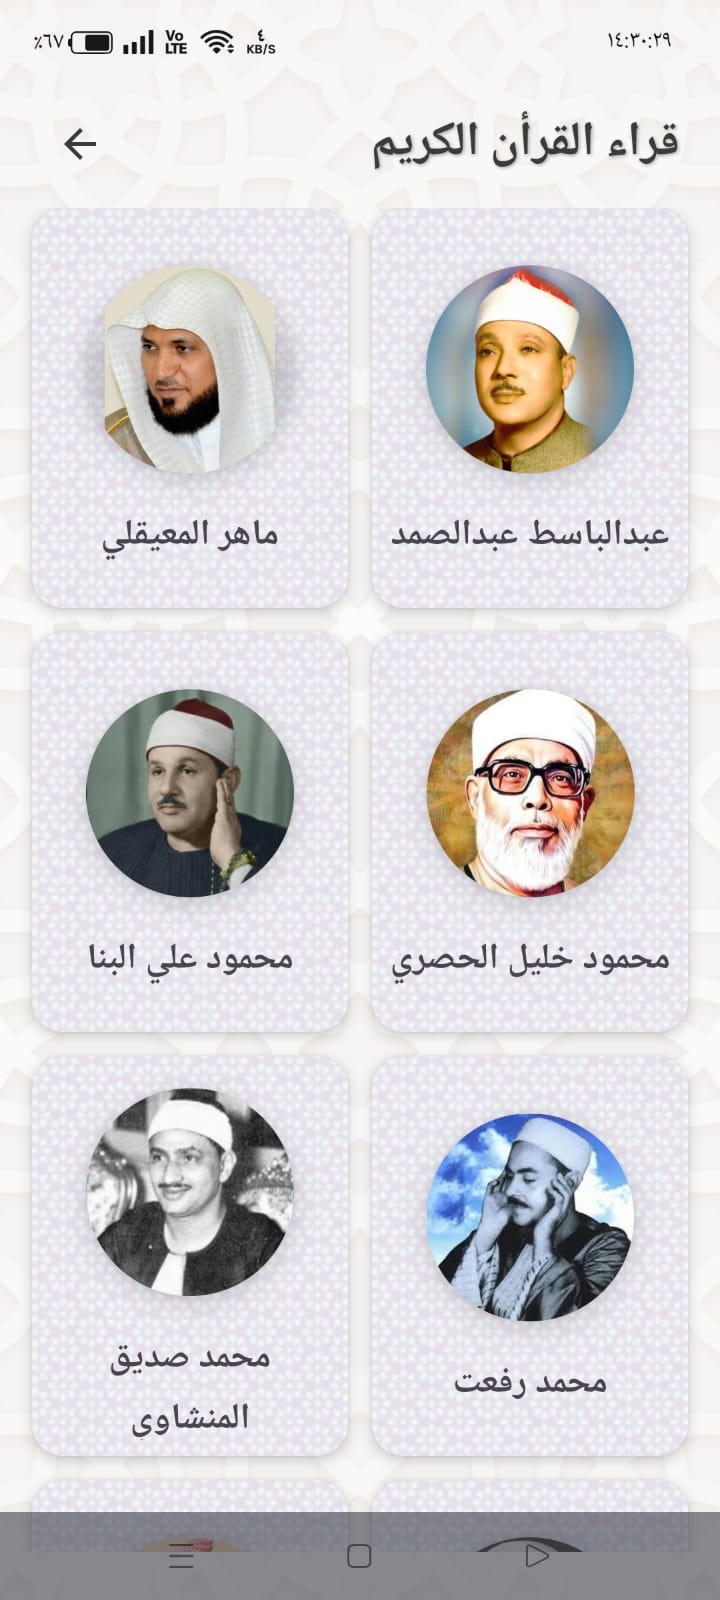 ١٤:٣٠:٢٩
٤ KB/S Vo LTE ٪٦٧
قراء القرأن الكريم
عبدالباسط عبدالصمد
ماهر المعيقلي
محمود خليل الحصري
محمود علي البنا
محمد رفعت
محمد صديق
المنشاوي